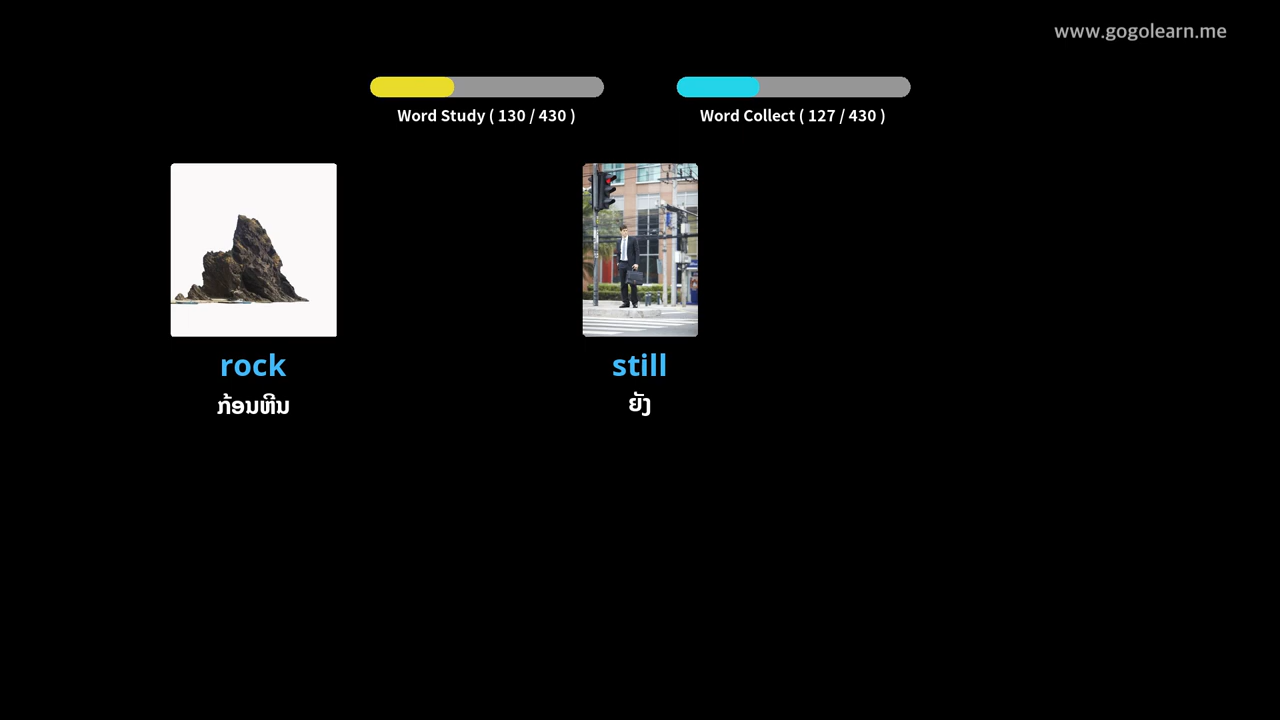 www.gogolearn.me
Word Study ( 130 / 430 )
Word Collect ( 127 / 430 )
rock
ກ້ອນຫີນ
still
ຍັງ